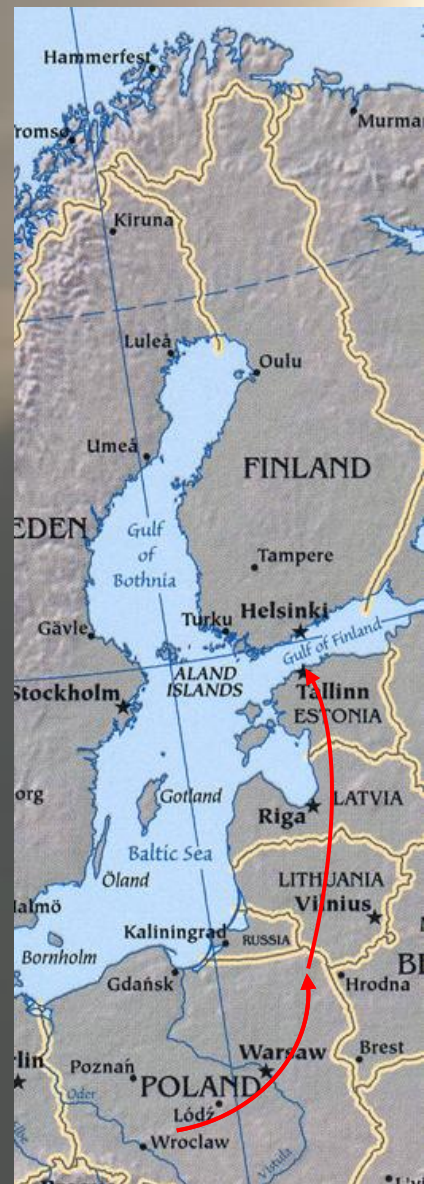 Hammerfest
Tromsø
Murman
Kiruna
Luleå
Oulu
Umeå
FINLAND
EDEN
Gulf
of
Bothnia
Tampere
Turku
Helsinki
Gävle
Gulf of Finland
ALAND
ISLANDS
Stockholm
Tallinn
ESTONIA
org
Gotland
Riga
LATVIA
Baltic Sea
Öland
LITHUANIA
Vilnius
Malmö
Kaliningrad
RUSSIA
Bornholm
BE
Gdańsk
Hrodna
Warsaw
Brest
rlin
Poznań
POLAND
Oder
Łódź
Wroclaw
Vistula